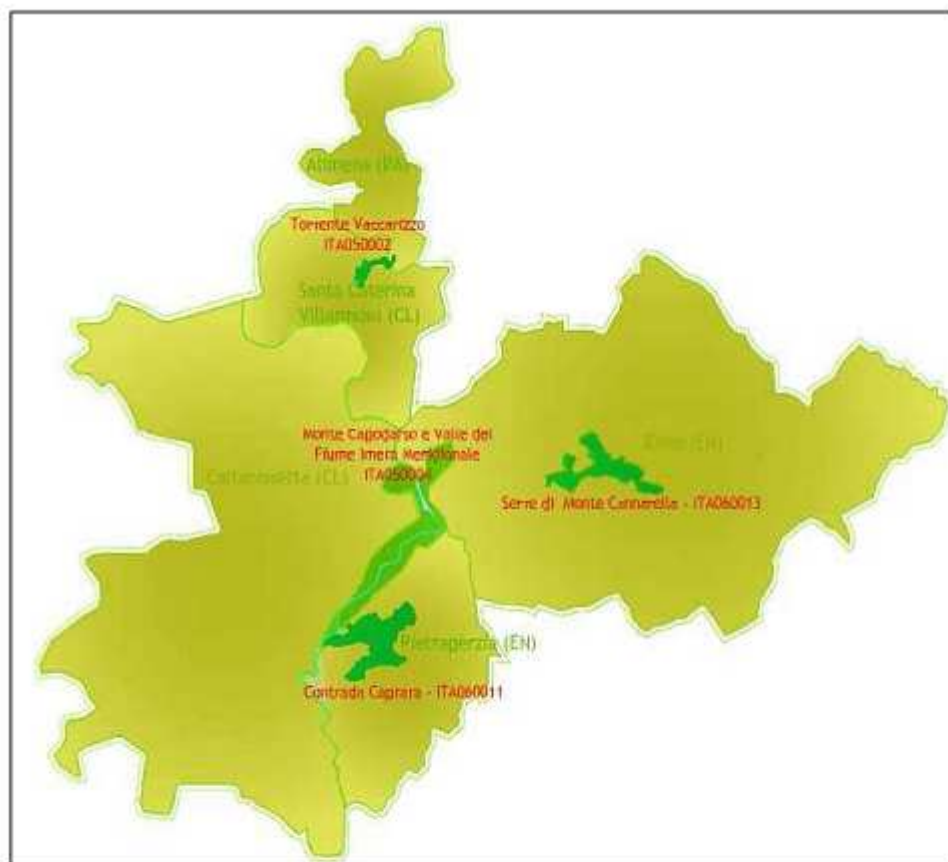 Alimena (PA)
Torrente Vaccarizzo
ITA050002
Santa Caterina
Villarmosa (CL)
Monte Capodarso e Valle del
Fiume Imera Meridionale
ITA050004
Caltanissetta (CL)
Enna (EN)
Serre di Monte Cannarella - ITA060013
Pietraperzia (EN)
Contrada Caprara - ITA060011